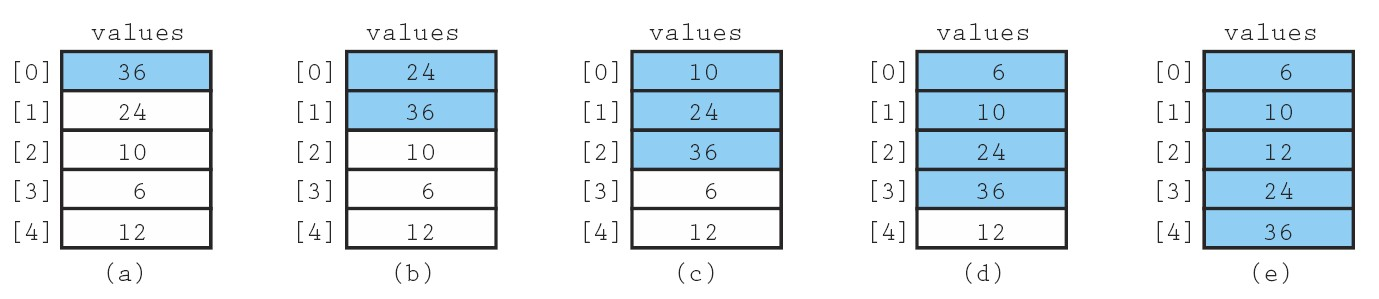 values values values values values
[0] 36 [0] 24 [0] 10 [0] 6 [0] 6
[1] 24 [1] 36 [1] 24 [1] 10 [1] 10
[2] 10 [2] 10 [2] 36 [2] 24 [2] 12
[3] 6 [3] 6 [3] 6 [3] 36 [3] 24
[4] 12 [4] 12 [4] 12 [4] 12 [4] 36
(a) (b) (c) (d) (e)